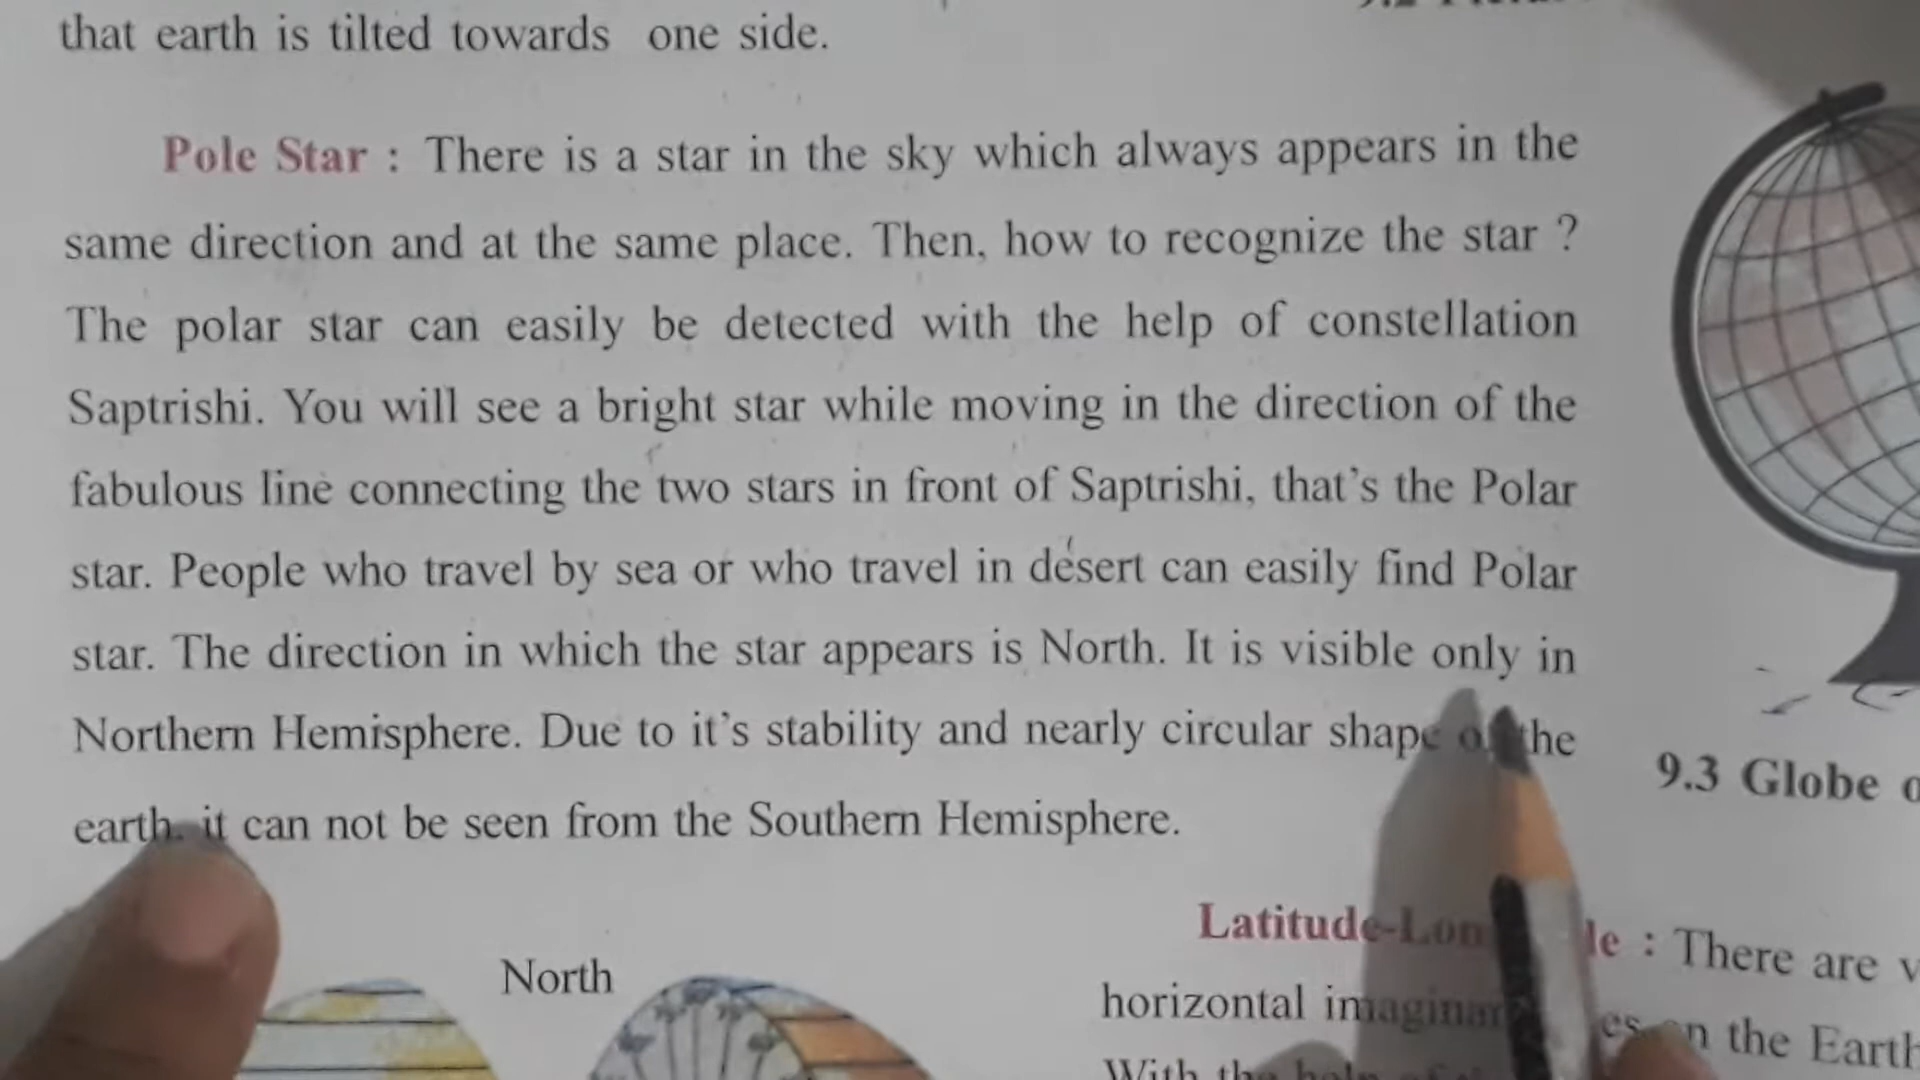 that earth is tilted towards one side.
Pole Star : There is a star in the sky which always appears in the
same direction and at the same place. Then, how to recognize the star ?
The polar star can easily be detected with the help of constellation
Saptrishi. You will see a bright star while moving in the direction of the
fabulous line connecting the two stars in front of Saptrishi, that's the Polar
star. People who travel by sea or who travel in desert can easily find Polar
star. The direction in which the star appears is North. It is visible only in
Northern Hemisphere. Due to it's stability and nearly circular shape of the
earth, it can not be seen from the Southern Hemisphere.
9.3 Globe
North
: There are
horizontal on the Earth
With